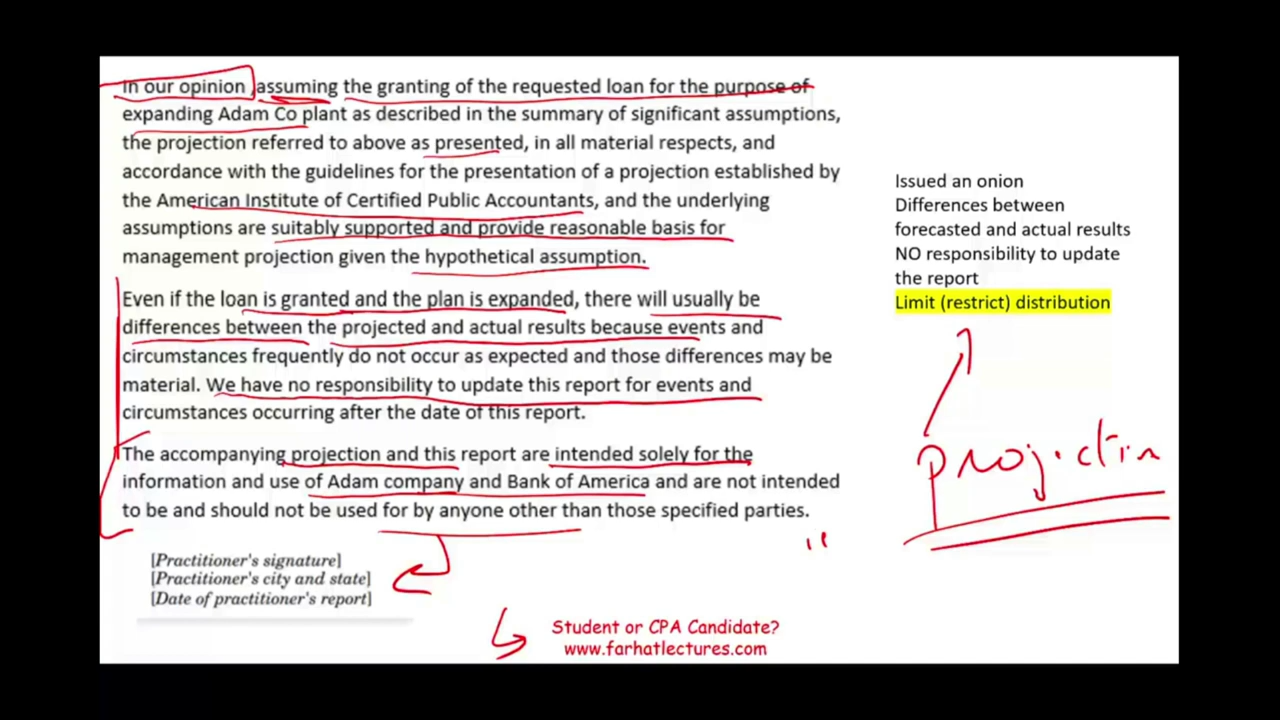 In our opinion ,assuming the granting of the requested loan for the purpose of
expanding Adam Co plant as described in the summary of significant assumptions,
the projection referred to above as presented, in all material respects, and
accordance with the guidelines for the presentation of a projection established by
the American Institute of Certified Public Accountants, and the underlying
assumptions are suitably supported and provide reasonable basis for
management projection given the hypothetical assumption.
Even if the loan is granted and the plan is expanded, there will usually be
differences between the projected and actual results because events and
circumstances frequently do not occur as expected and those differences may be
material. We have no responsibility to update this report for events and
circumstances occurring after the date of this report.
The accompanying projection and this report are intended solely for the
information and use of Adam company and Bank of America and are not intended
to be and should not be used for by anyone other than those specified parties.
[Practitioner's signature]
[Practitioner's city and state]
[Date of practitioner's report]
Issued an onion
Differences between
forecasted and actual results
NO responsibility to update
the report
Limit (restrict) distribution
projection
Student or CPA Candidate?
www.farhatlectures.com